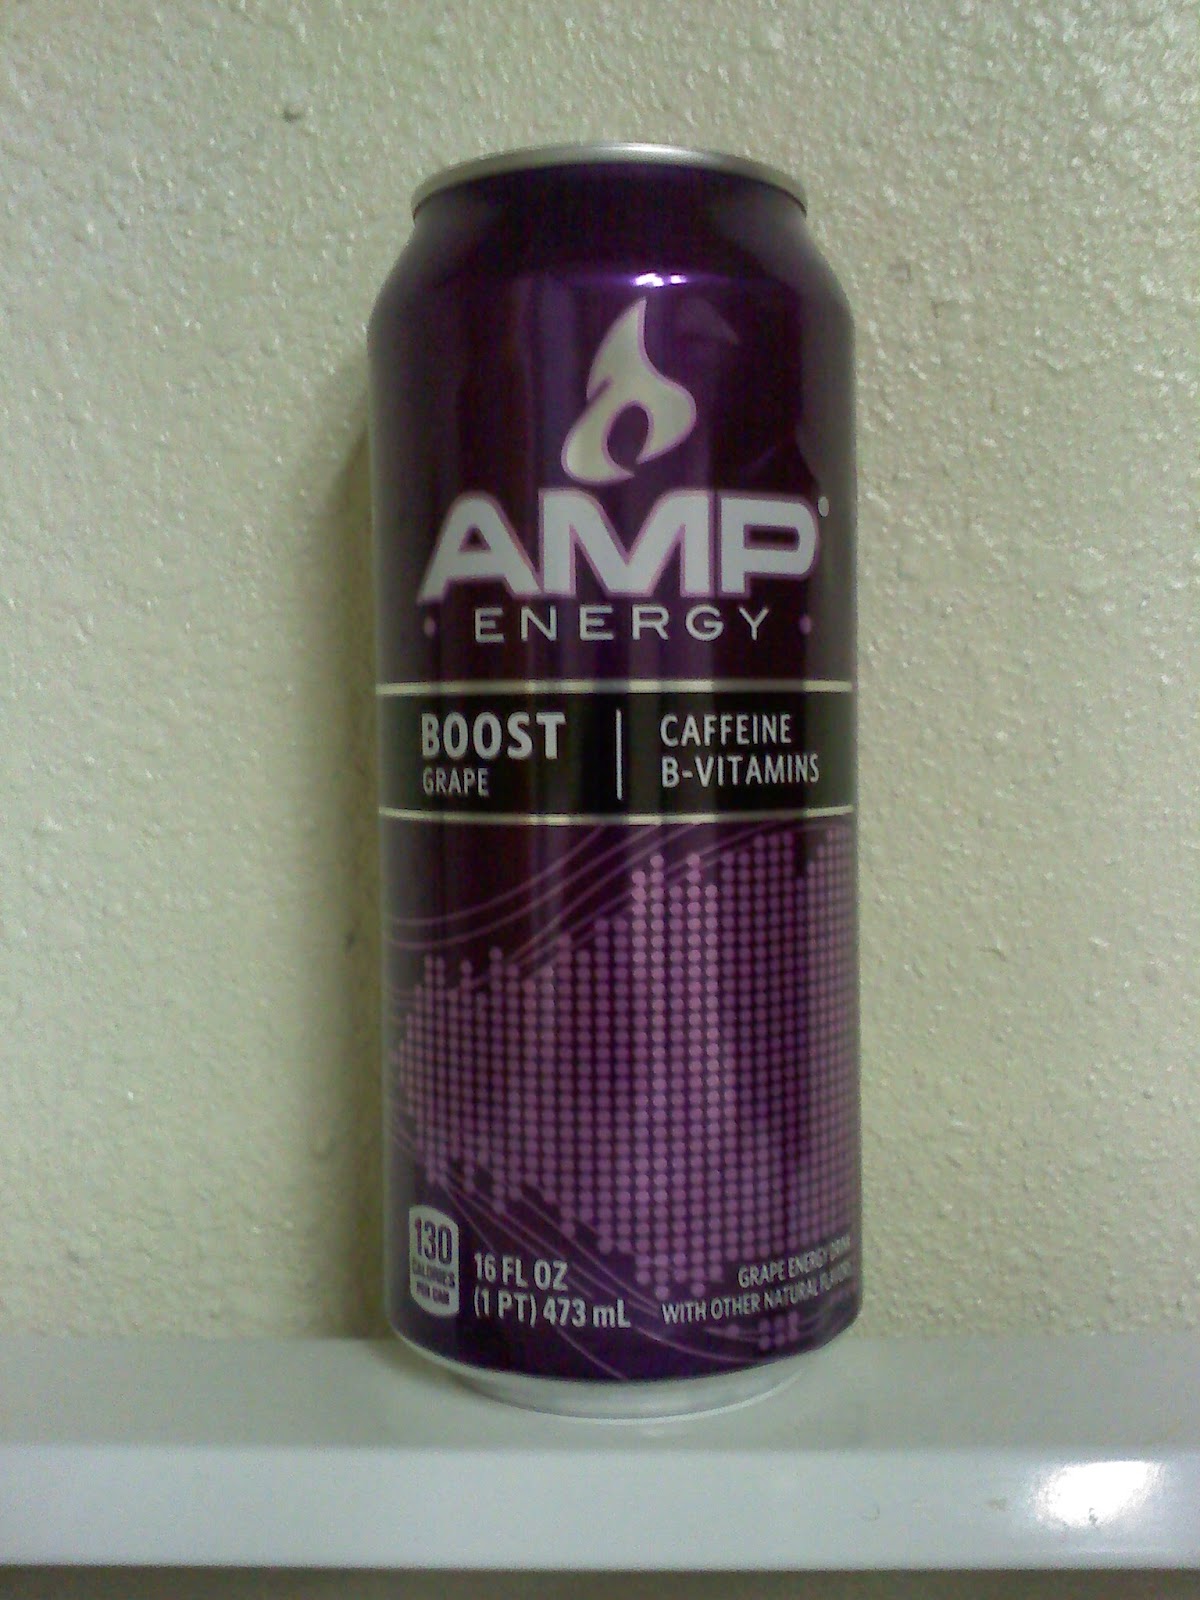 AMP
ENERGY
BOOST
GRAPE
CAFFEINE
B-VITAMINS
130
CALORIES
PER CAN
16 FL OZ
(1 PT) 473 mL
GRAPE ENERGY DRINK
WITH OTHER NATURAL FLAVORS